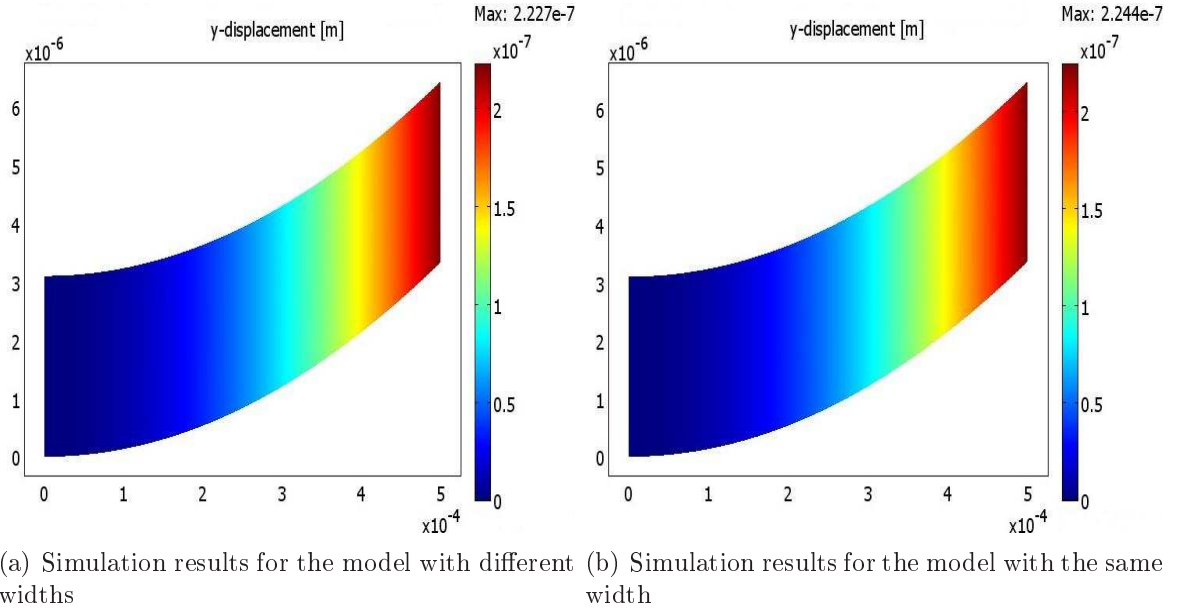 Max: 2.227e-7
y-displacement [m]
x10-6
x10-7
6
5
4
3
2
1
0
2
1.5
1
0.5
0
0 1 2 3 4 5
x10-4
(a) Simulation results for the model with different
widths
Max: 2.244e-7
y-displacement [m]
x10-6
x10-7
6
5
4
3
2
1
0
2
1.5
1
0.5
0
0 1 2 3 4 5
x10-4
(b) Simulation results for the model with the same
width